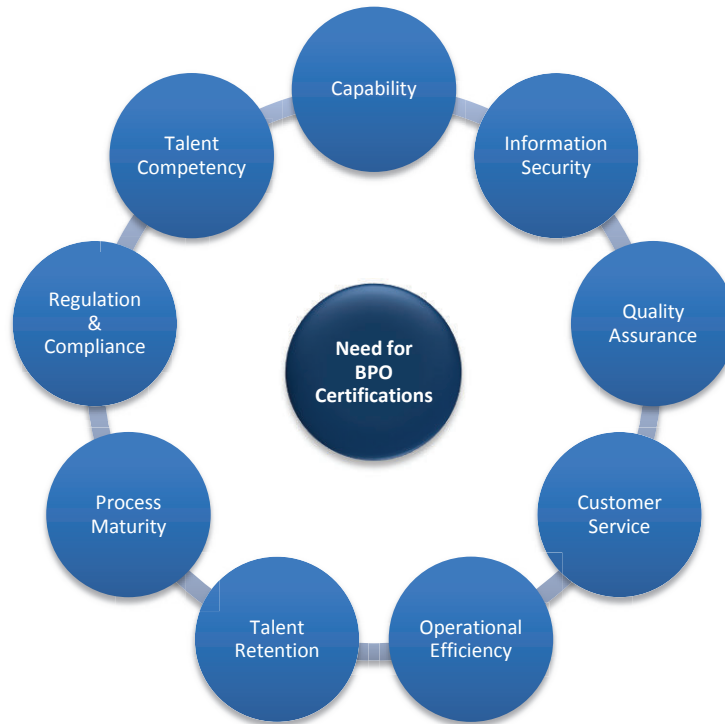 Capability
Information
Security
Quality
Assurance
Customer
Service
Operational
Efficiency
Talent
Retention
Process
Maturity
Regulation
&
Compliance
Talent
Competency
Need for
BPO
Certifications